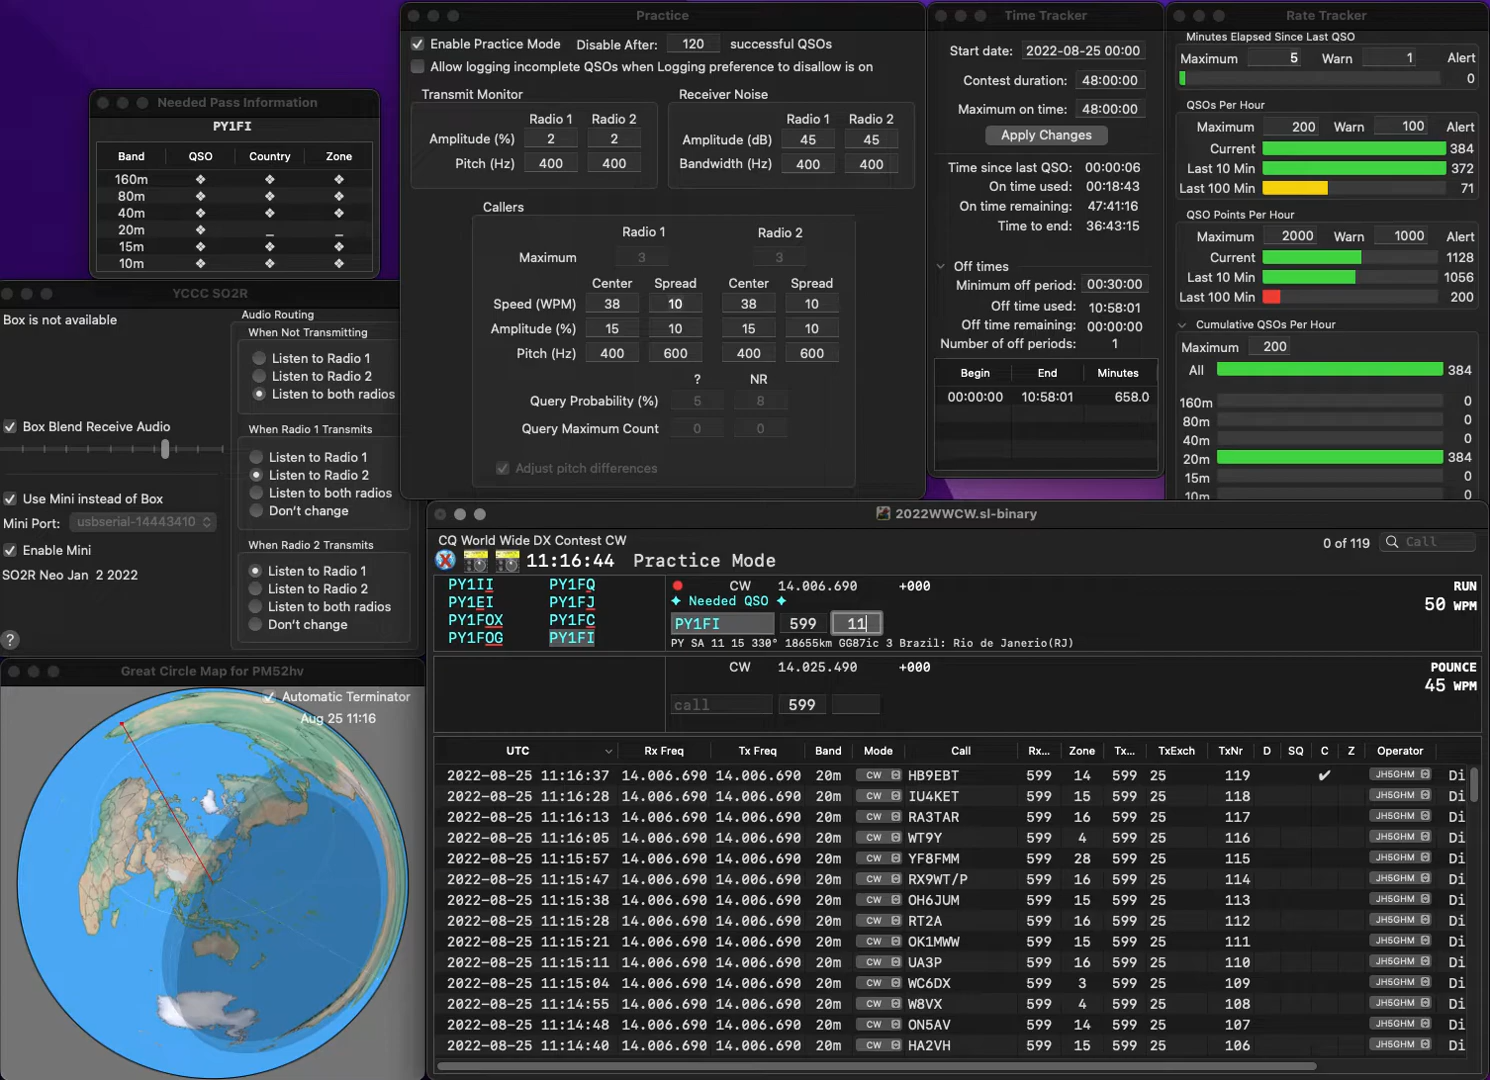 Needed Pass Information
PY1FI
Band QSO Country Zone
160m
80m
40m
20m _ _
15m
10m
YCCC SO2R
Box is not available
Box Blend Receive Audio
Use Mini instead of Box
Mini Port: usbserial-14443410
Enable Mini
SO2R Neo Jan 2 2022
?
Audio Routing
When Not Transmitting
Listen to Radio 1
Listen to Radio 2
Listen to both radios
When Radio 1 Transmits
Listen to Radio 1
Listen to Radio 2
Listen to both radios
Don't change
When Radio 2 Transmits
Listen to Radio 1
Listen to Radio 2
Listen to both radios
Don't change
Great Circle Map for PM52hv
Automatic Terminator
Aug 25 11:16
Practice
Enable Practice Mode Disable After: 120 successful QSOs
Allow logging incomplete QSOs when Logging preference to disallow is on
Transmit Monitor
Radio 1 Radio 2
Amplitude (%) 2 2
Pitch (Hz) 400 400
Receiver Noise
Radio 1 Radio 2
Amplitude (dB) 45 45
Bandwidth (Hz) 400 400
Callers
Radio 1 Radio 2
Maximum 3 3
Center Spread Center Spread
Speed (WPM) 38 10 38 10
Amplitude (%) 15 10 15 10
Pitch (Hz) 400 600 400 600
? NR
Query Probability (%) 5 8
Query Maximum Count 0 0
Adjust pitch differences
Time Tracker
Start date: 2022-08-25 00:00
Contest duration: 48:00:00
Maximum on time: 48:00:00
Apply Changes
Time since last QSO: 00:00:06
On time used: 00:18:43
On time remaining: 47:41:16
Time to end: 36:43:15
Off times
Minimum off period: 00:30:00
Off time used: 10:58:01
Off time remaining: 00:00:00
Number of off periods: 1
Begin End Minutes
00:00:00 10:58:01 658.0
Rate Tracker
Minutes Elapsed Since Last QSO
Maximum 5 Warn 1 Alert
0
QSOs Per Hour
Maximum 200 Warn 100 Alert
Current 384
Last 10 Min 372
Last 100 Min 71
QSO Points Per Hour
Maximum 2000 Warn 1000 Alert
Current 1128
Last 10 Min 1056
Last 100 Min 200
Cumulative QSOs Per Hour
Maximum 200
All 384
160m 0
80m 0
40m 0
20m 384
15m 0
10m 0
2022WWCW.sl-binary
CQ World Wide DX Contest CW
0 of 119 Call
11:16:44 Practice Mode
PY1II PY1FQ
PY1EI PY1FJ
PY1FOX PY1FC
PY1FOG PY1FI
CW 14.006.690 +000
RUN
Needed QSO
50 WPM
PY1FI 599 11
PY SA 11 15 330° 18655km GG87ic 3 Brazil: Rio de Janerio(RJ)
CW 14.025.490 +000
POUNCE
45 WPM
call 599
UTC Rx Freq Tx Freq Band Mode Call Rx... Zone Tx... TxExch TxNr D SQ C Z Operator
2022-08-25 11:16:37 14.006.690 14.006.690 20m CW HB9EBT 599 14 599 25 119 ✔ JH5GHM Di
2022-08-25 11:16:28 14.006.690 14.006.690 20m CW IU4KET 599 15 599 25 118 JH5GHM Di
2022-08-25 11:16:13 14.006.690 14.006.690 20m CW RA3TAR 599 16 599 25 117 JH5GHM Di
2022-08-25 11:16:05 14.006.690 14.006.690 20m CW WT9Y 599 4 599 25 116 JH5GHM Di
2022-08-25 11:15:57 14.006.690 14.006.690 20m CW YF8FMM 599 28 599 25 115 JH5GHM Di
2022-08-25 11:15:47 14.006.690 14.006.690 20m CW RX9WT/P 599 16 599 25 114 JH5GHM Di
2022-08-25 11:15:38 14.006.690 14.006.690 20m CW OH6JUM 599 15 599 25 113 JH5GHM Di
2022-08-25 11:15:28 14.006.690 14.006.690 20m CW RT2A 599 16 599 25 112 JH5GHM Di
2022-08-25 11:15:21 14.006.690 14.006.690 20m CW OK1MWW 599 15 599 25 111 JH5GHM Di
2022-08-25 11:15:11 14.006.690 14.006.690 20m CW UA3P 599 16 599 25 110 JH5GHM Di
2022-08-25 11:15:04 14.006.690 14.006.690 20m CW WC6DX 599 3 599 25 109 JH5GHM Di
2022-08-25 11:14:55 14.006.690 14.006.690 20m CW W8VX 599 4 599 25 108 JH5GHM Di
2022-08-25 11:14:48 14.006.690 14.006.690 20m CW ON5AV 599 14 599 25 107 JH5GHM Di
2022-08-25 11:14:40 14.006.690 14.006.690 20m CW HA2VH 599 15 599 25 106 JH5GHM Di